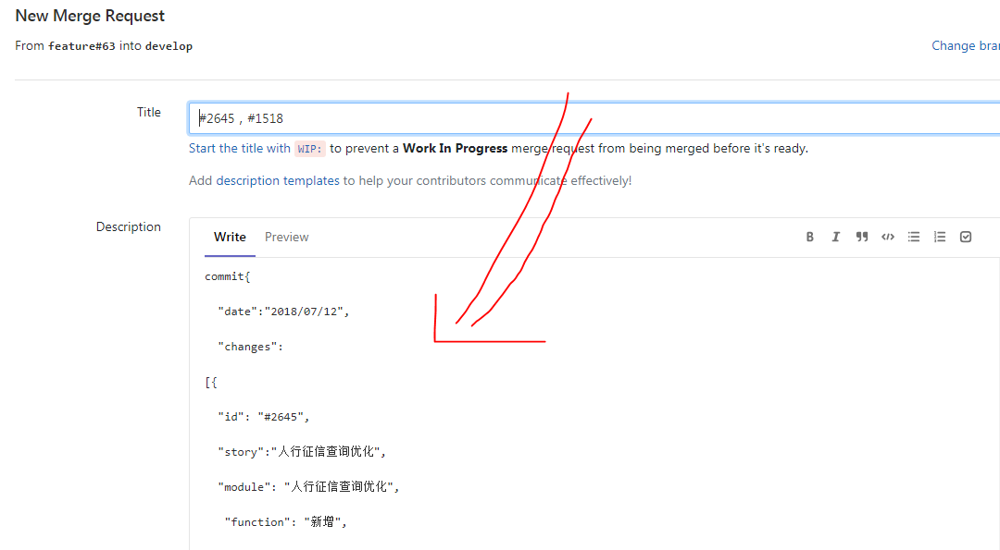 New Merge Request
From feature#63 into develop
Change bra
Title
#2645 , #1518
Start the title with WIP: to prevent a Work In Progress merge request from being merged before it's ready.
Add description templates to help your contributors communicate effectively!
Description
Write Preview
commit{
"date":"2018/07/12",
"changes":
[{
"id": "#2645",
"story":"人行征信查询优化",
"module": "人行征信查询优化",
"function": "新增",